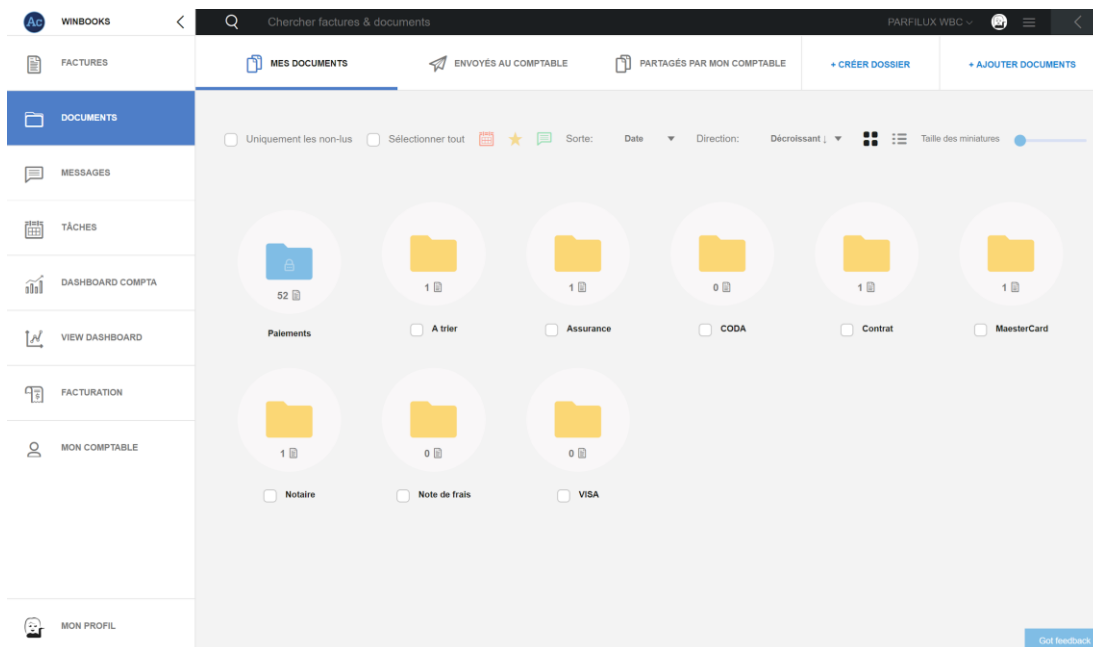 Ac WINBOOKS
Chercher factures & documents
PARFILUX WBC
FACTURES
MES DOCUMENTS
ENVOYÉS AU COMPTABLE
PARTAGÉS PAR MON COMPTABLE
+ CRÉER DOSSIER
+ AJOUTER DOCUMENTS
DOCUMENTS
Uniquement les non-lus
Sélectionner tout
Sorte:
Date
Direction:
Décroissant ↓
Taille des miniatures
MESSAGES
TÂCHES
DASHBOARD COMPTA
VIEW DASHBOARD
FACTURATION
MON COMPTABLE
52
1
1
0
1
1
Paiements
A trier
Assurance
CODA
Contrat
MaesterCard
1
0
0
Notaire
Note de frais
VISA
MON PROFIL
Got feedback